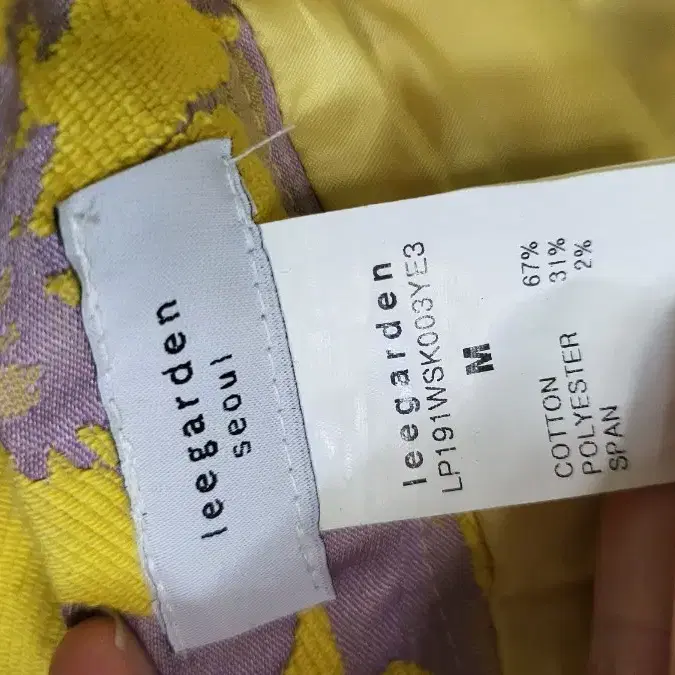 leegarden
seoul
leegarden
LP191WSK003YE3
M
COTTON 67%
POLYESTER 31%
SPAN 2%